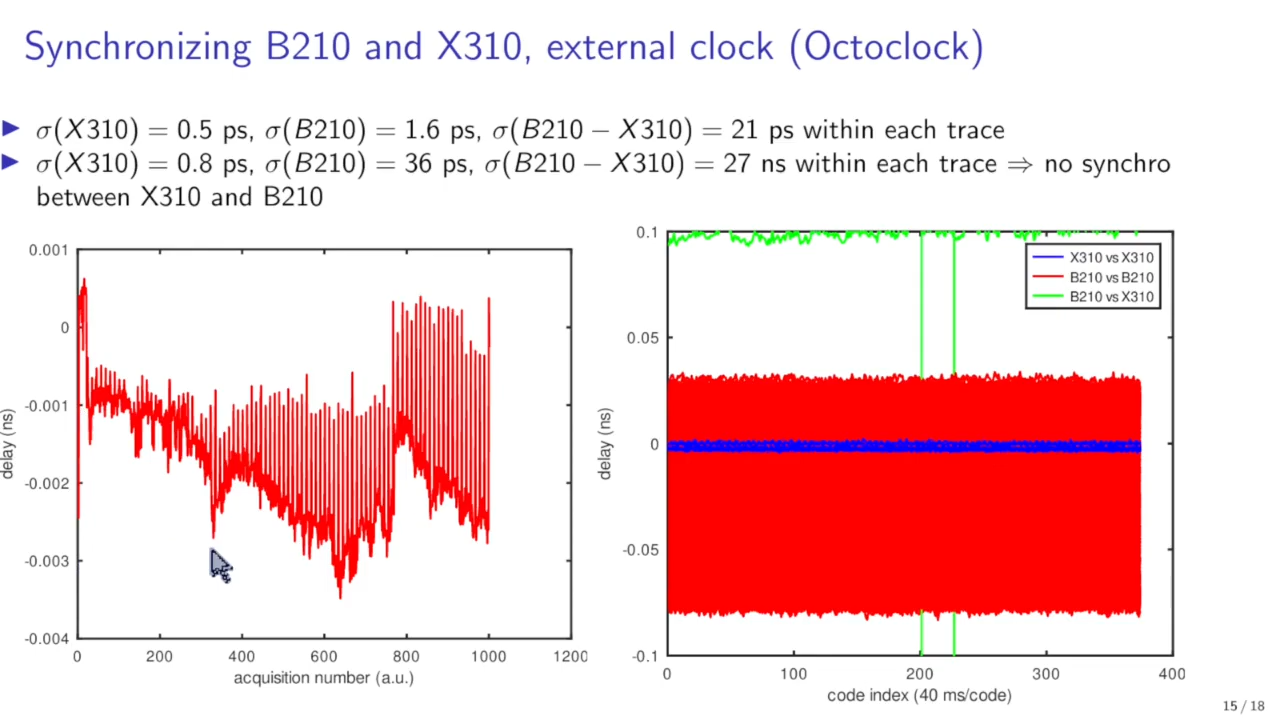 Synchronizing B210 and X310, external clock (Octoclock)
▶ σ(X310) = 0.5 ps, σ(B210) = 1.6 ps, σ(B210 − X310) = 21 ps within each trace
▶ σ(X310) = 0.8 ps, σ(B210) = 36 ps, σ(B210 − X310) = 27 ns within each trace ⇒ no synchro
between X310 and B210
0.001
0
-0.001
-0.002
-0.003
-0.004
delay (ns)
0 200 400 600 800 1000 1200
acquisition number (a.u.)
0.1
0.05
0
-0.05
-0.1
delay (ns)
X310 vs X310
B210 vs B210
B210 vs X310
0 100 200 300 400
code index (40 ms/code)
15 / 18